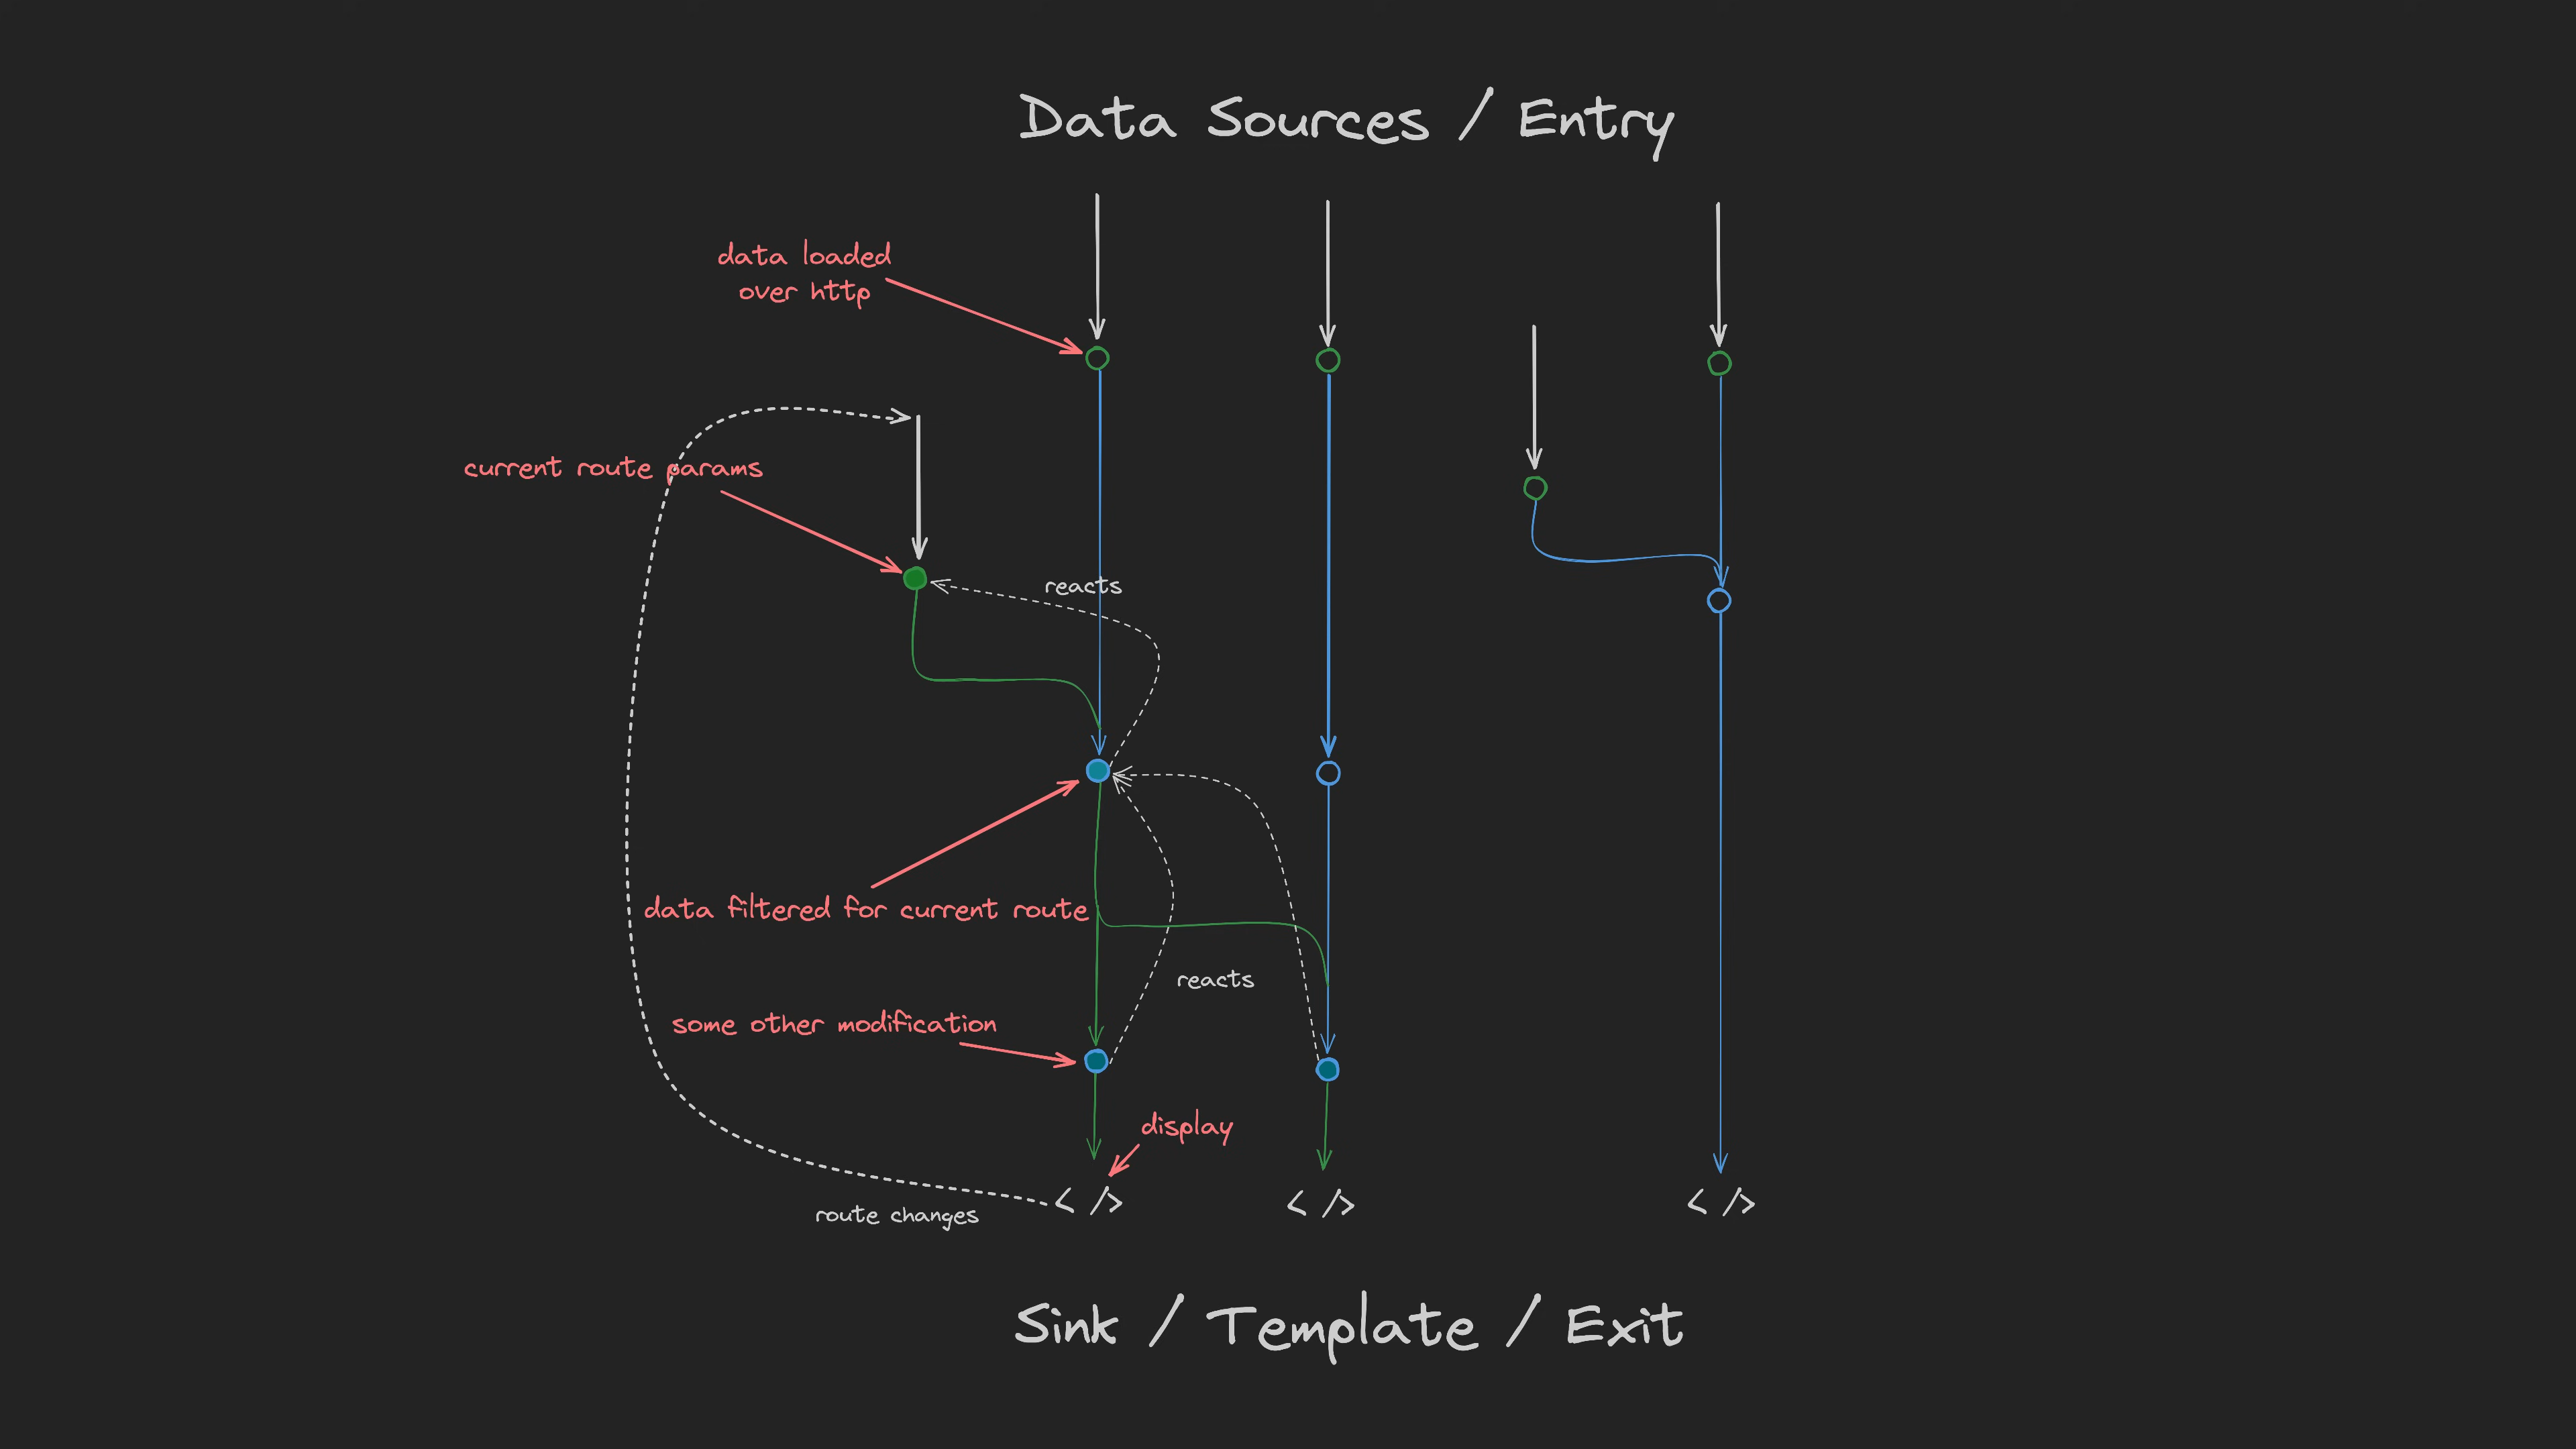 Data Sources / Entry
data loaded
over http
current route params
reacts
data filtered for current route
reacts
some other modification
display
< />
< />
< />
route changes
Sink / Template / Exit